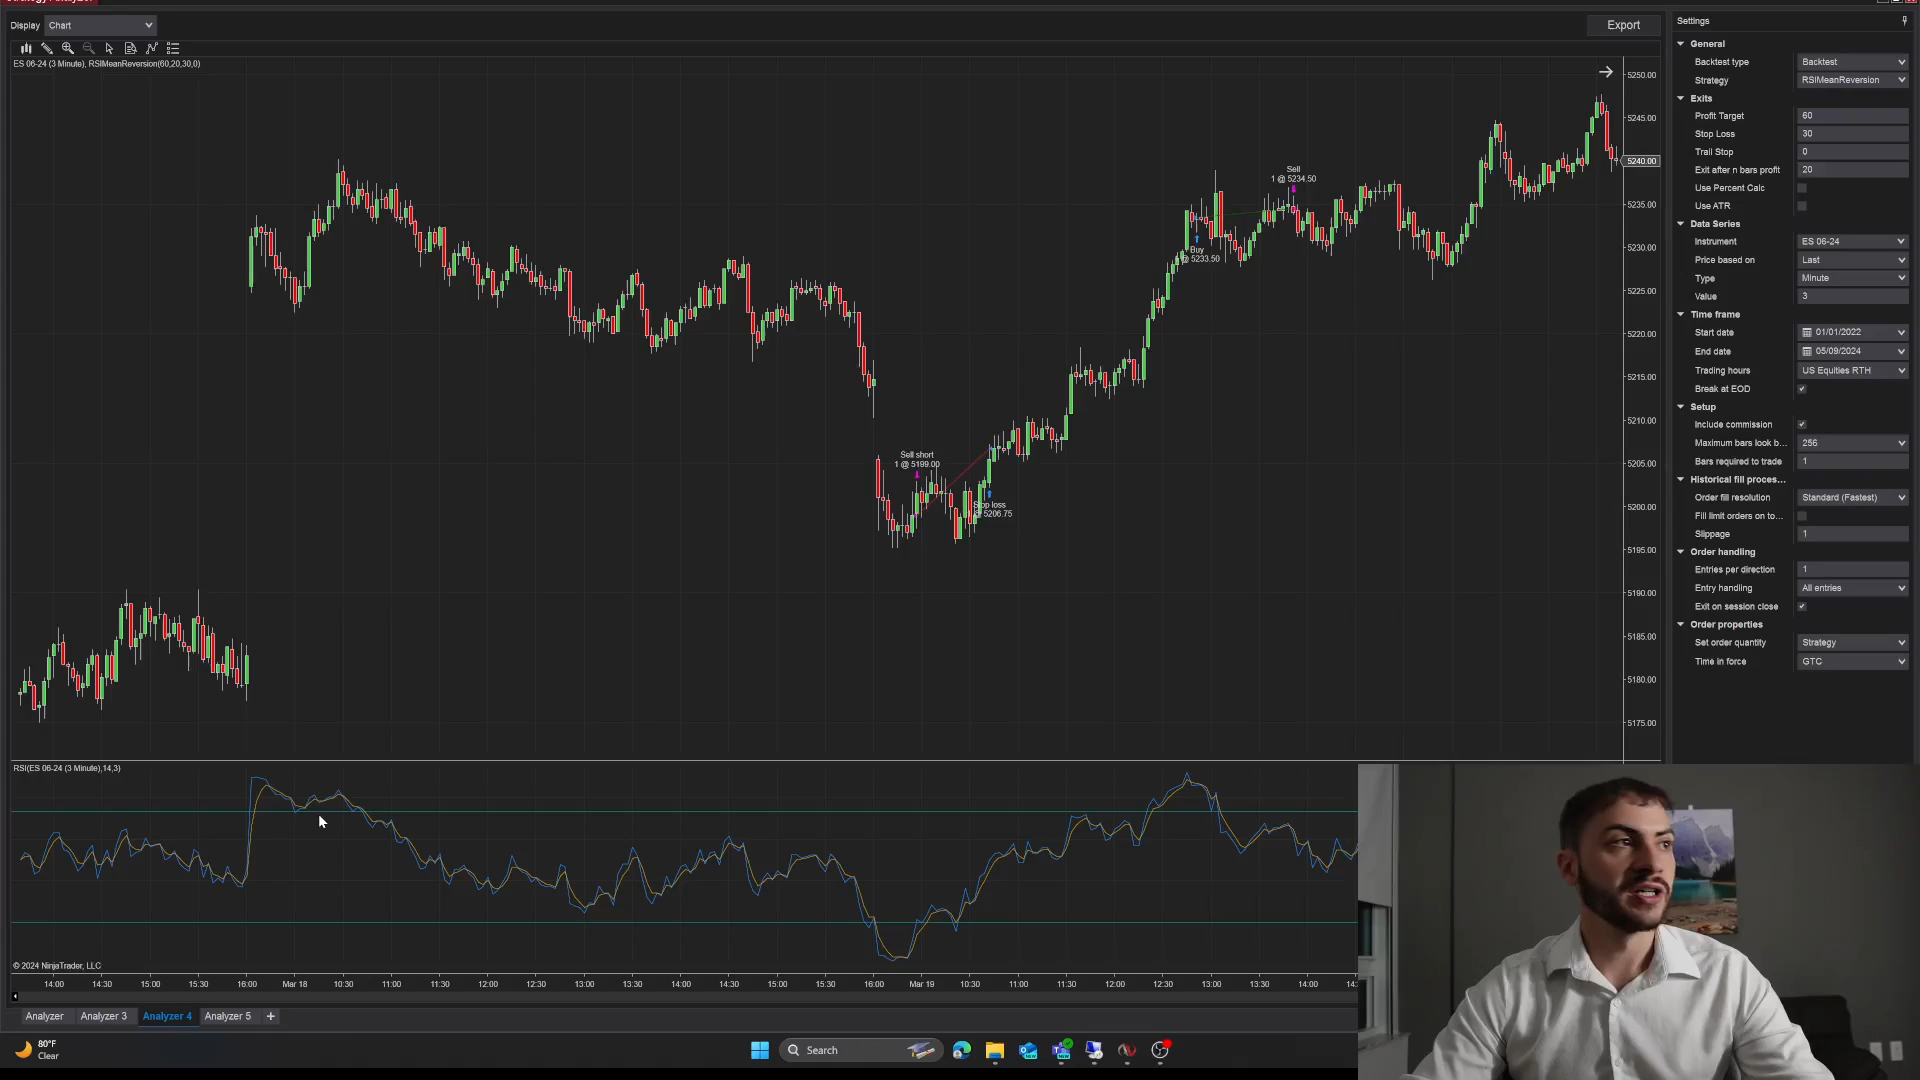 Strategy Analyzer
Display
Chart
Export
ES 06-24 (3 Minute), RSIMeanReversion(60,20,30,0)
Sell
1 @ 5234.50
Buy
@ 5233.50
Sell short
1 @ 5199.00
Stop loss
@ 5206.75
5250.00
5245.00
5240.00
5235.00
5230.00
5225.00
5220.00
5215.00
5210.00
5205.00
5200.00
5195.00
5190.00
5185.00
5180.00
5175.00
RSI(ES 06-24 (3 Minute),14,3)
© 2024 NinjaTrader, LLC
14:00 14:30 15:00 15:30 16:00 Mar 18 10:30 11:00 11:30 12:00 12:30 13:00 13:30 14:00 14:30 15:00 15:30 16:00 Mar 19 10:30 11:00 11:30 12:00 12:30 13:00 13:30 14:00
Analyzer Analyzer 3 Analyzer 4 Analyzer 5 +
Settings
General
Backtest type Backtest
Strategy RSIMeanReversion
Exits
Profit Target 60
Stop Loss 30
Trail Stop 0
Exit after n bars profit 20
Use Percent Calc
Use ATR
Data Series
Instrument ES 06-24
Price based on Last
Type Minute
Value 3
Time frame
Start date 01/01/2022
End date 05/09/2024
Trading hours US Equities RTH
Break at EOD
Setup
Include commission
Maximum bars look b... 256
Bars required to trade 1
Historical fill proces...
Order fill resolution Standard (Fastest)
Fill limit orders on to...
Slippage 1
Order handling
Entries per direction 1
Entry handling All entries
Exit on session close
Order properties
Set order quantity Strategy
Time in force GTC
80°F
Clear
Search